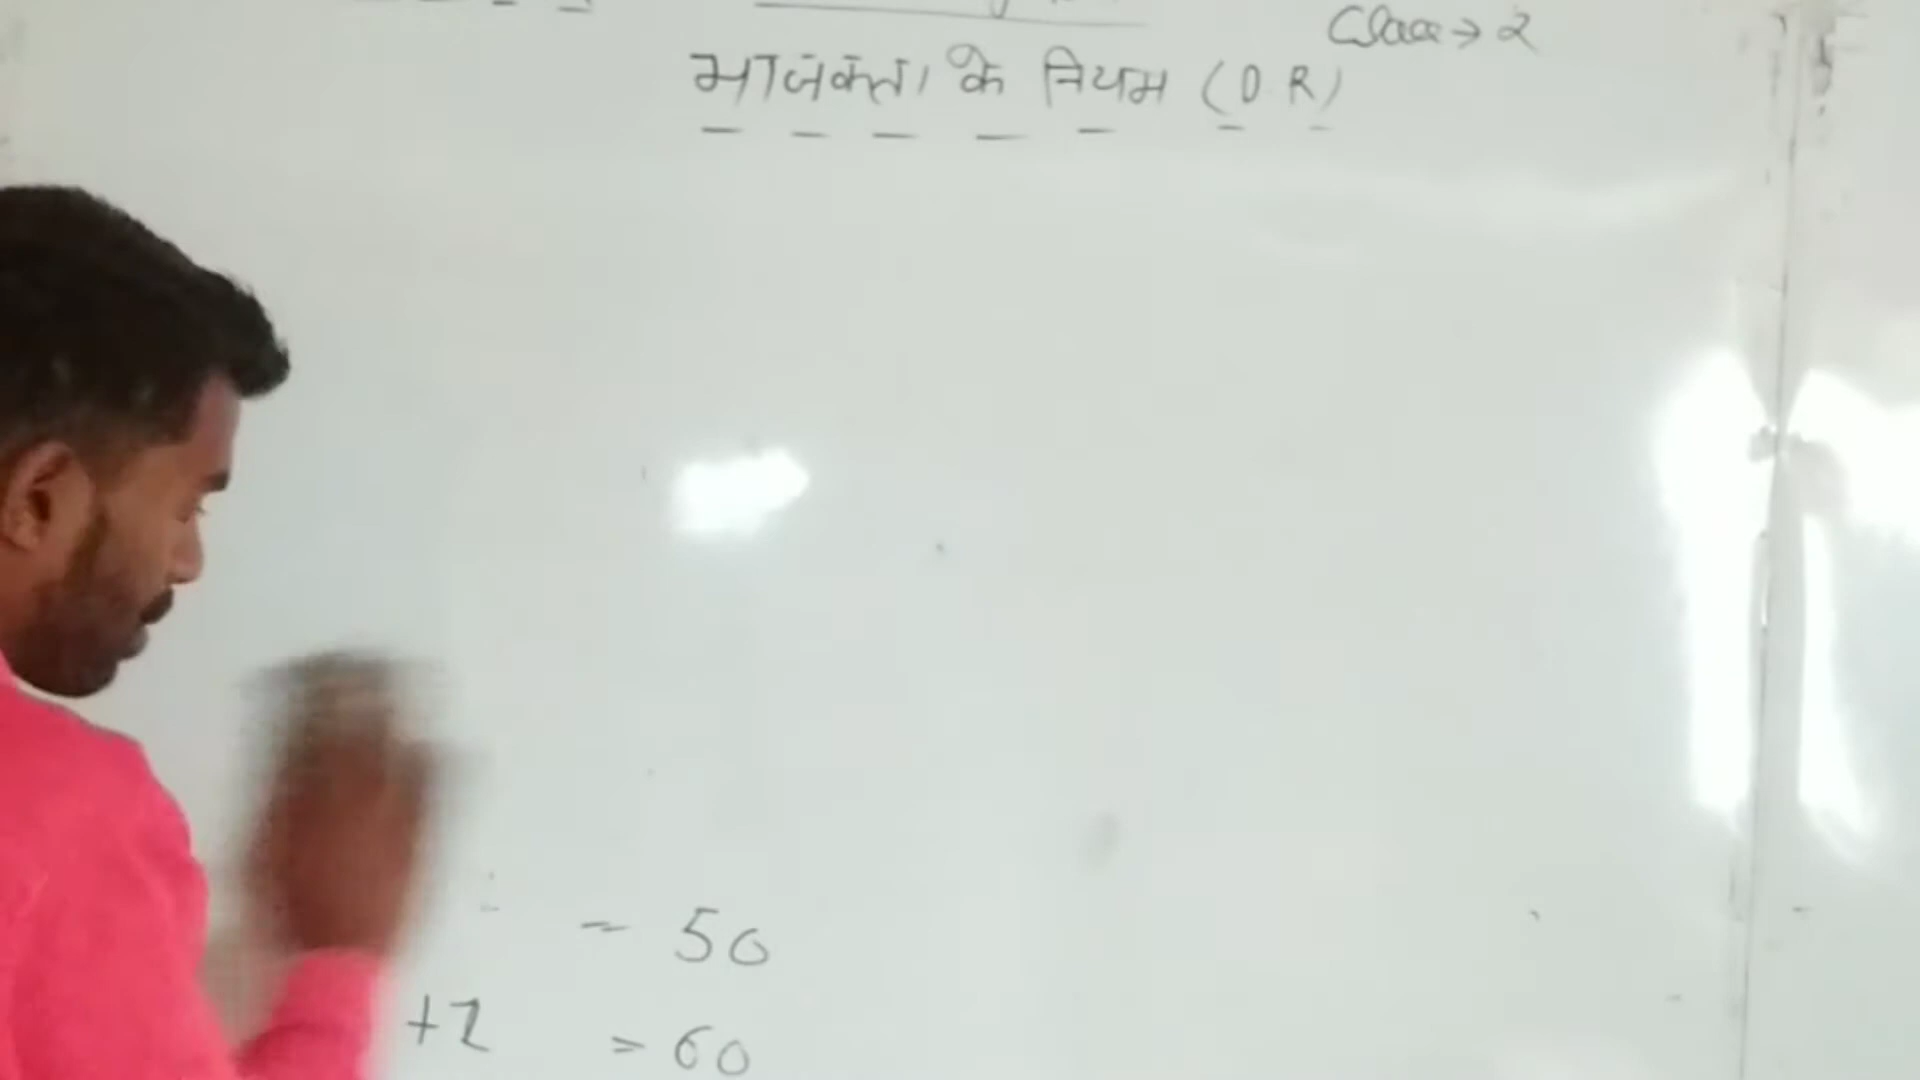 Class → 2
भाजकता के नियम (D.R)
= 50
+2 = 60